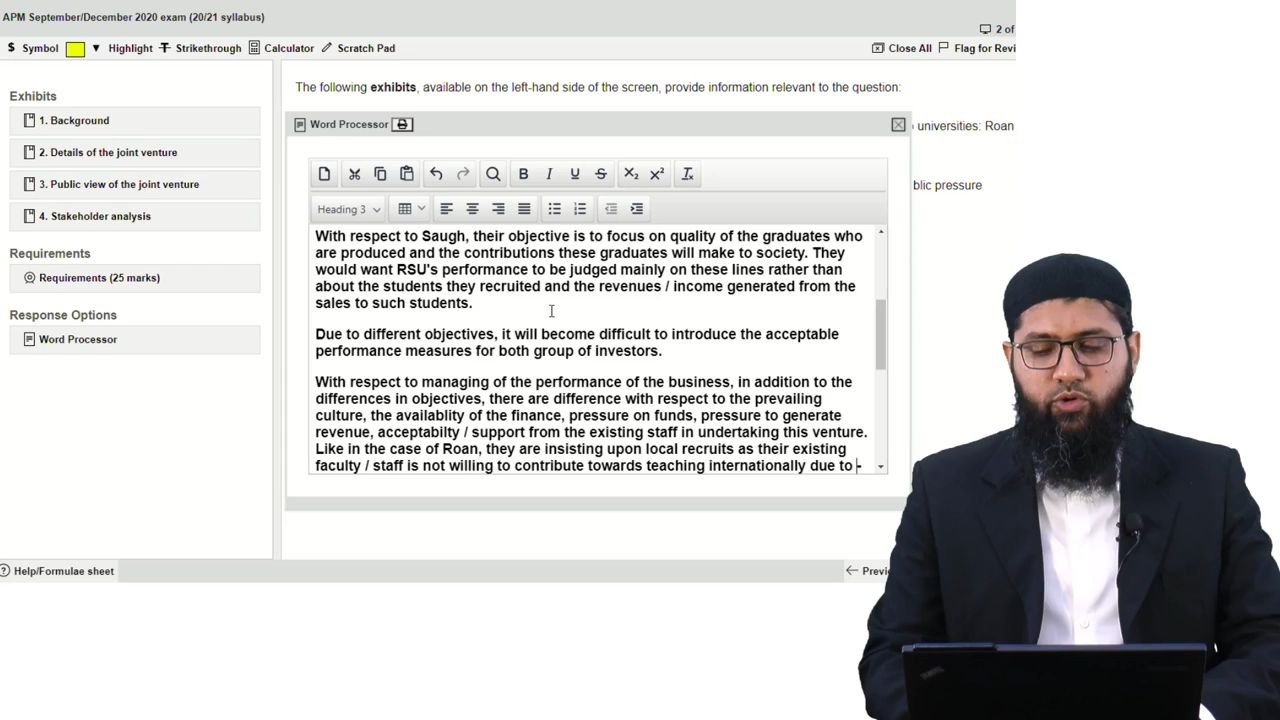 APM September/December 2020 exam (20/21 syllabus)
2 of
$ Symbol Highlight Strikethrough Calculator Scratch Pad
Close All Flag for Revi
Exhibits
1. Background
2. Details of the joint venture
3. Public view of the joint venture
4. Stakeholder analysis
Requirements
Requirements (25 marks)
Response Options
Word Processor
The following exhibits, available on the left-hand side of the screen, provide information relevant to the question:
universities: Roan
blic pressure
Word Processor
Heading 3
With respect to Saugh, their objective is to focus on quality of the graduates who
are produced and the contributions these graduates will make to society. They
would want RSU's performance to be judged mainly on these lines rather than
about the students they recruited and the revenues / income generated from the
sales to such students.
Due to different objectives, it will become difficult to introduce the acceptable
performance measures for both group of investors.
With respect to managing of the performance of the business, in addition to the
differences in objectives, there are difference with respect to the prevailing
culture, the availablity of the finance, pressure on funds, pressure to generate
revenue, acceptabilty / support from the existing staff in undertaking this venture.
Like in the case of Roan, they are insisting upon local recruits as their existing
faculty / staff is not willing to contribute towards teaching internationally due to -
Help/Formulae sheet
Previ